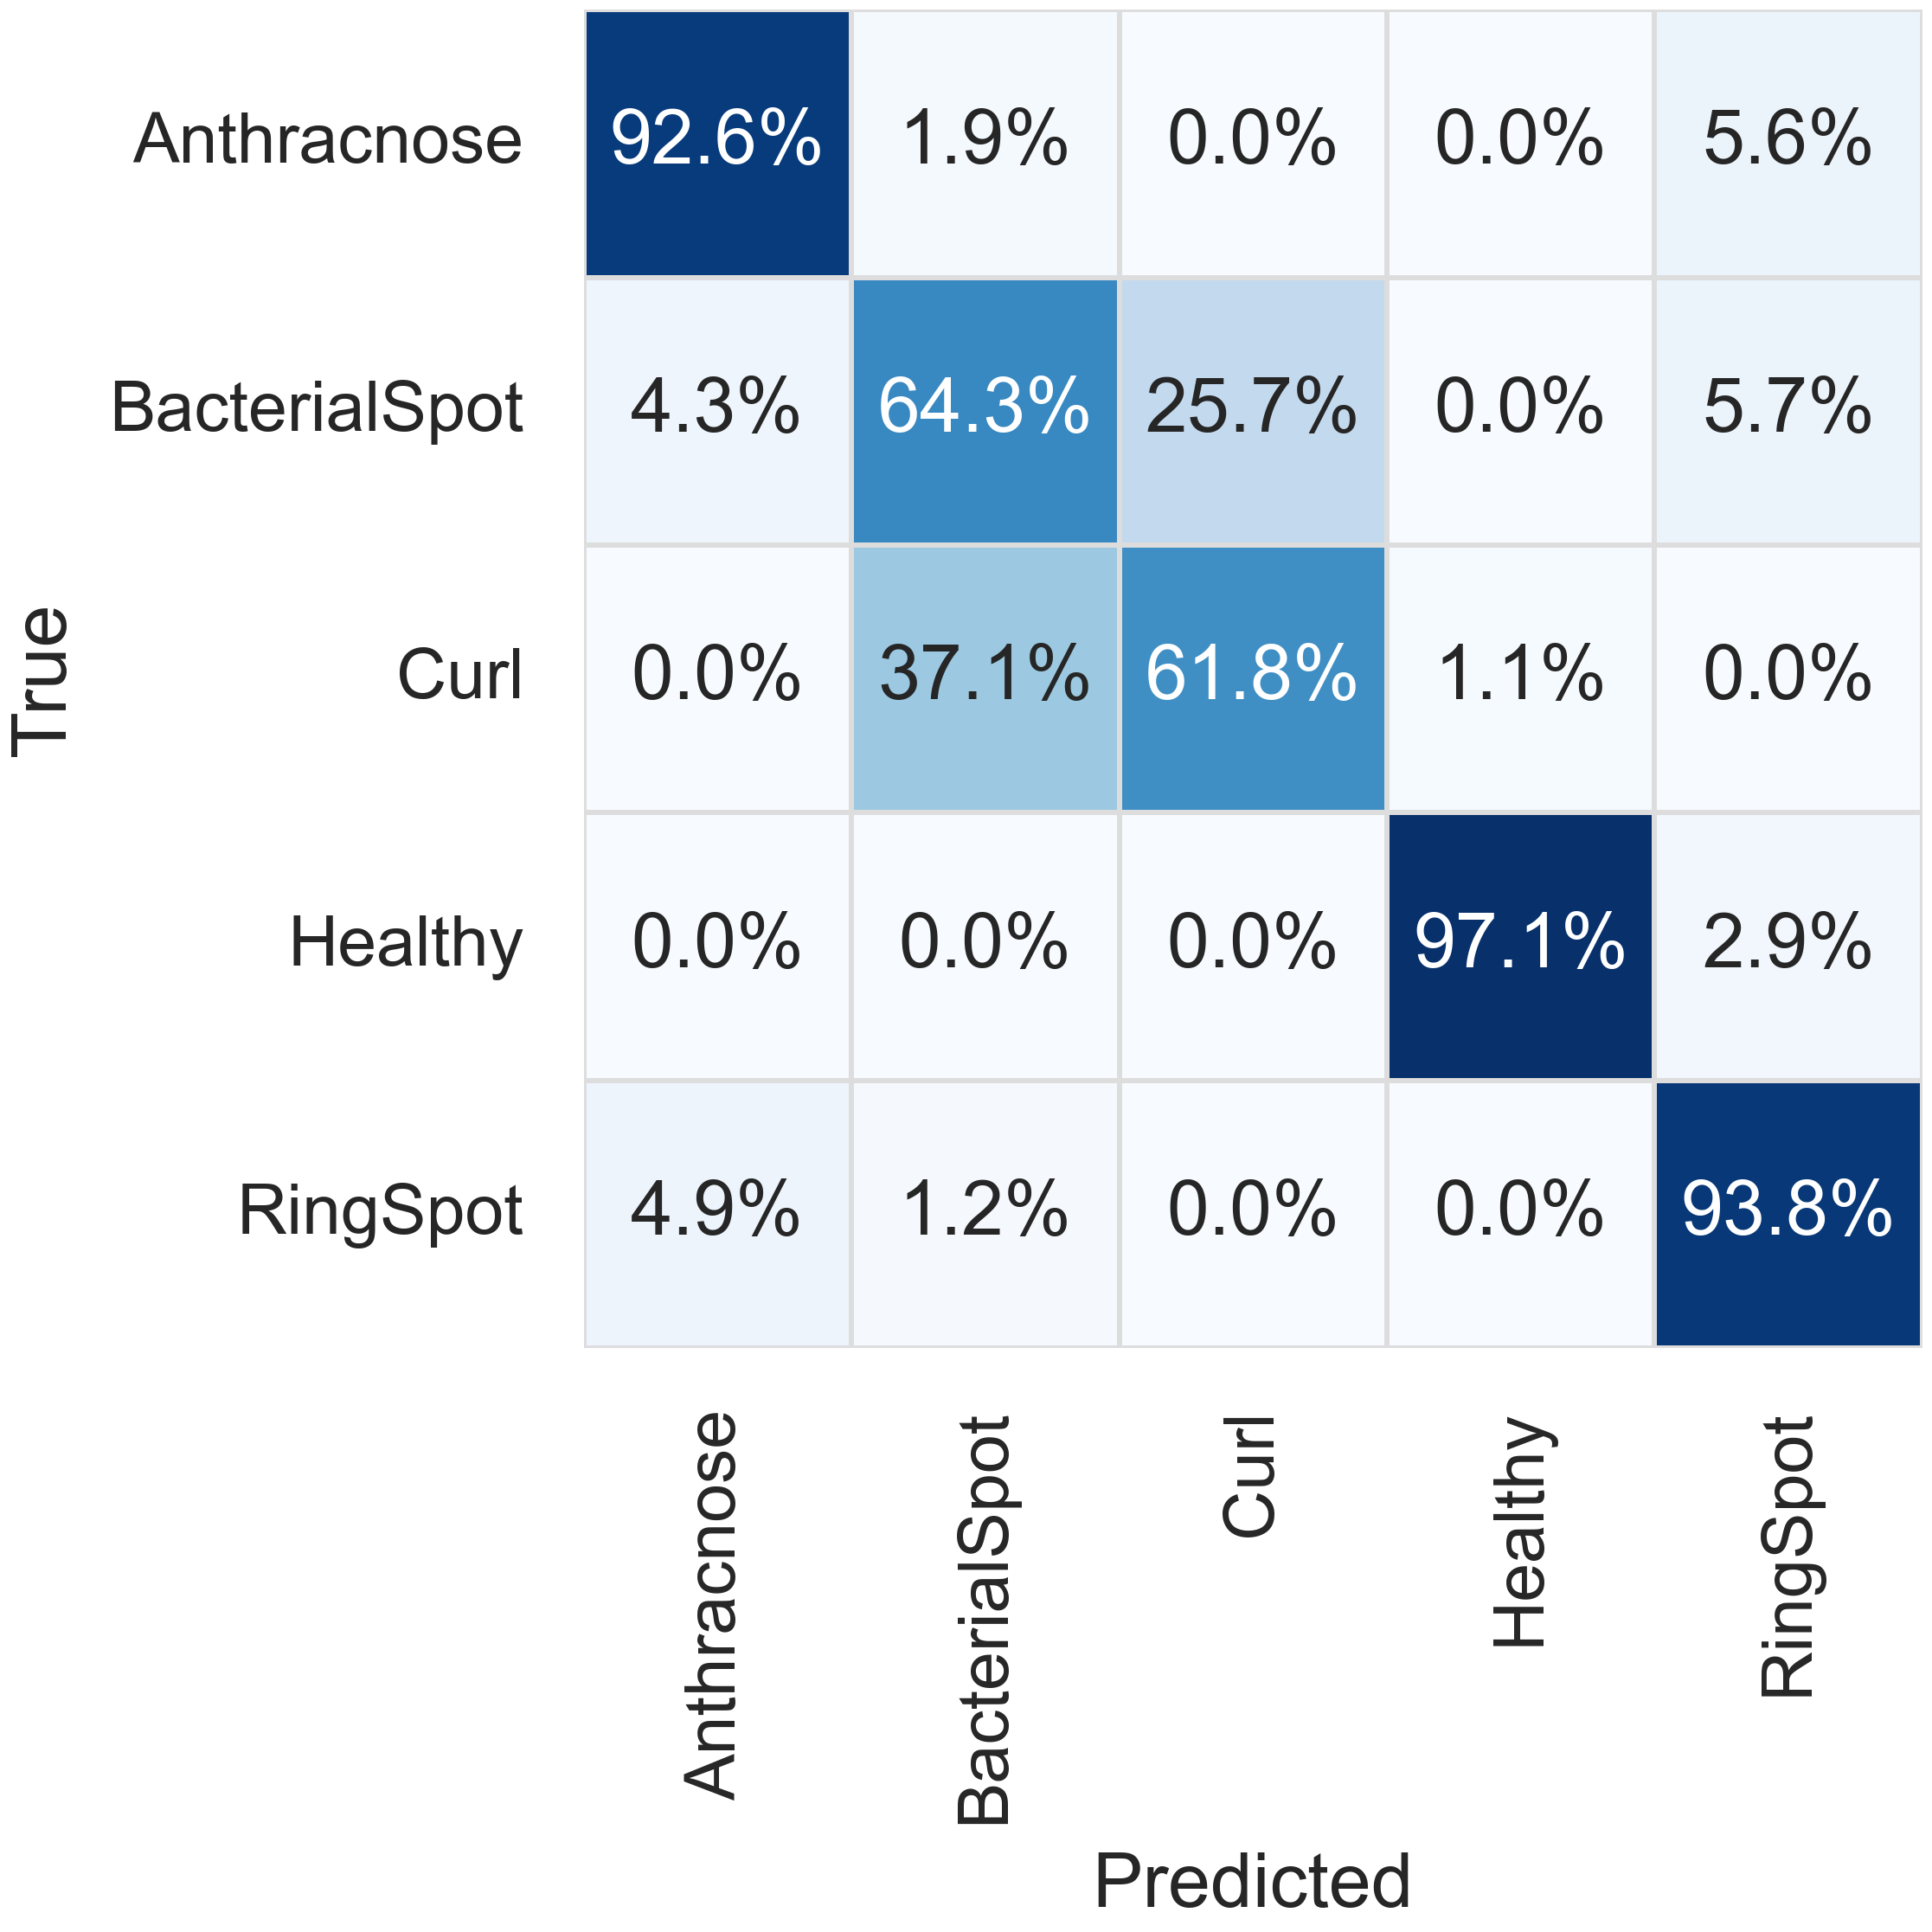 Anthracnose 92.6% 1.9% 0.0% 0.0% 5.6%
BacterialSpot 4.3% 64.3% 25.7% 0.0% 5.7%
Curl 0.0% 37.1% 61.8% 1.1% 0.0%
Healthy 0.0% 0.0% 0.0% 97.1% 2.9%
RingSpot 4.9% 1.2% 0.0% 0.0% 93.8%
True
Anthracnose
BacterialSpot
Curl
Healthy
RingSpot
Predicted